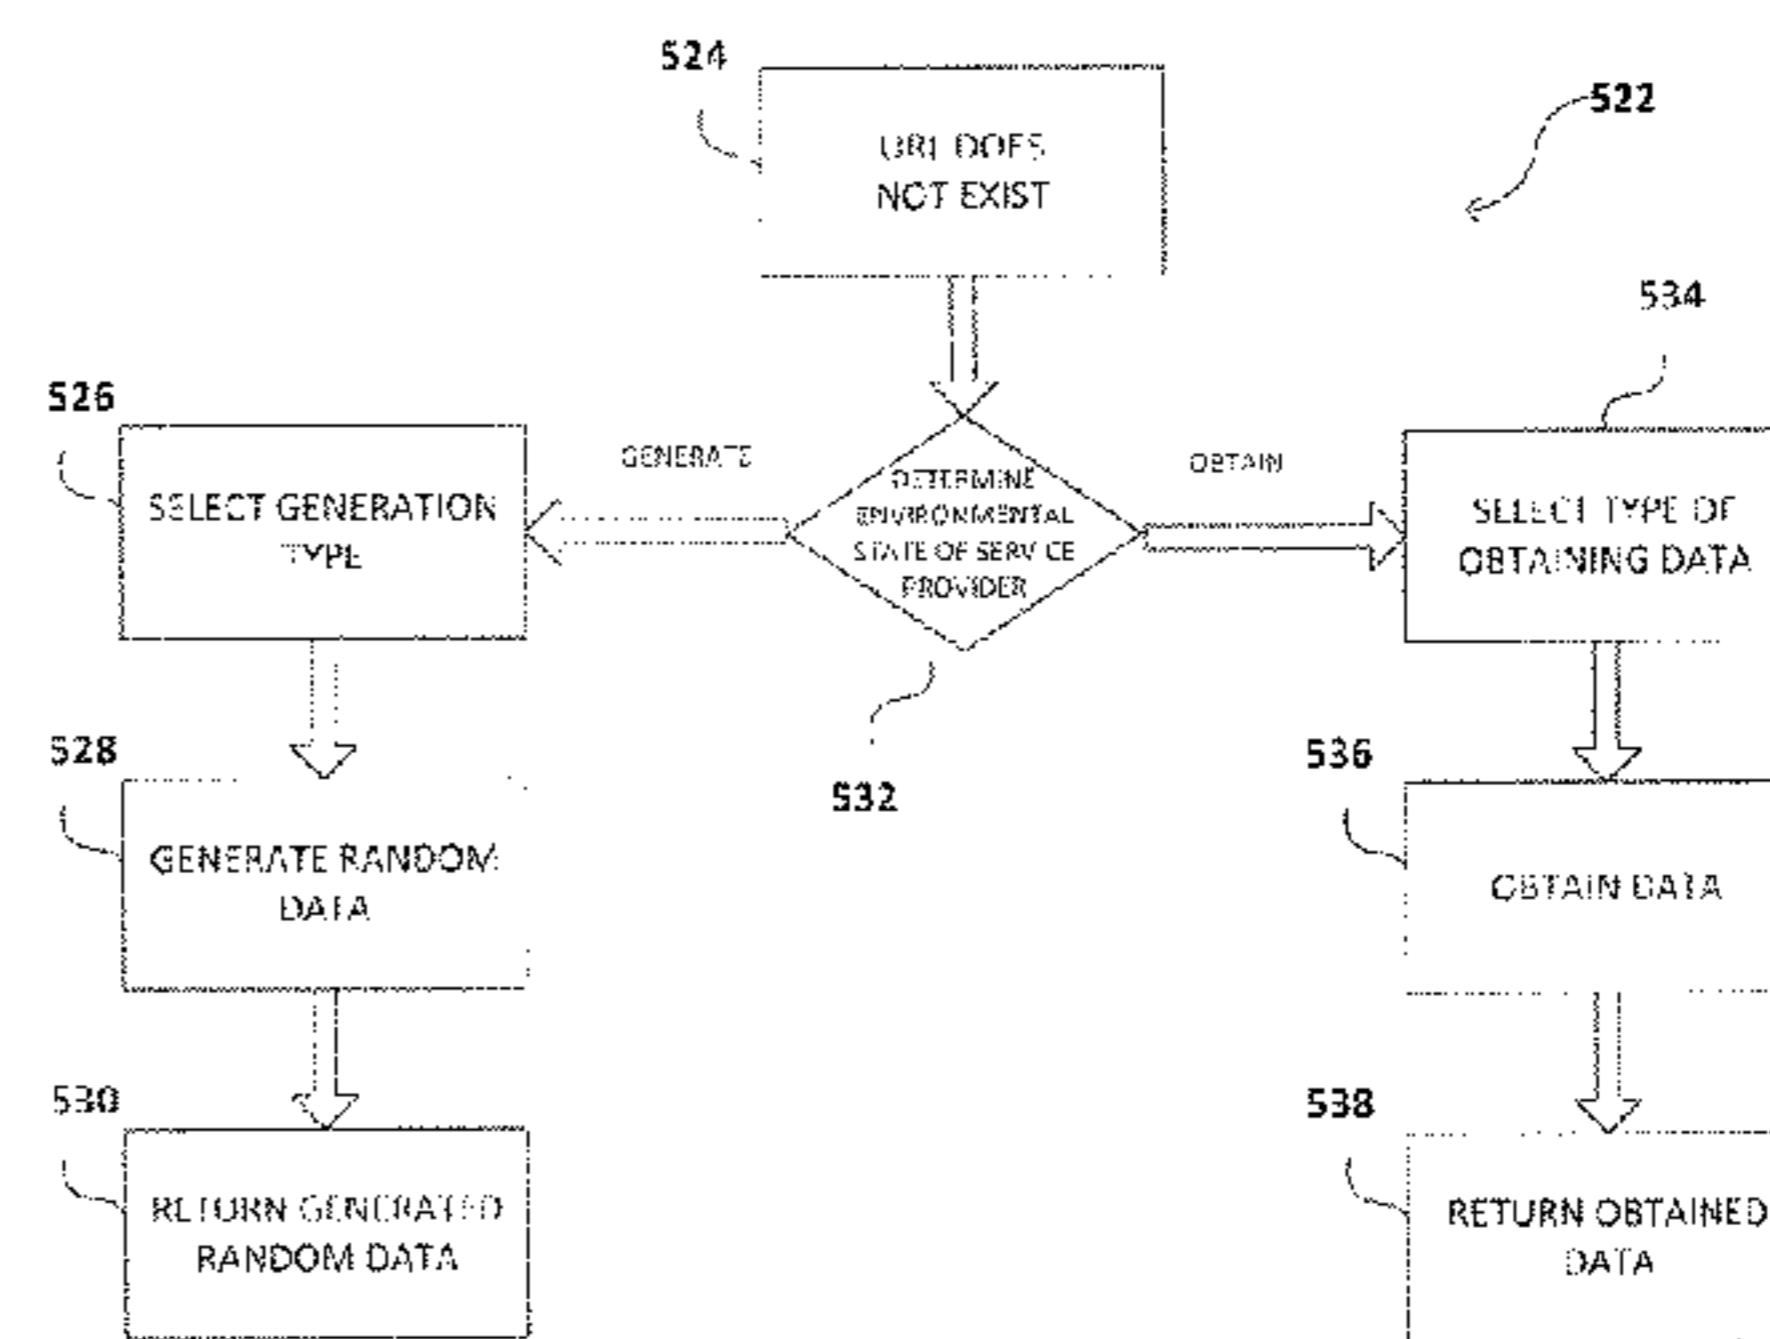 524
522
URL DOES
NOT EXIST
534
526
GENERATE
OBTAIN
SELECT GENERATION
TYPE
DETERMINE
ENVIRONMENTAL
STATE OF SERVICE
PROVIDER
SELECT TYPE OF
OBTAINING DATA
528
532
536
GENERATE RANDOM
DATA
OBTAIN DATA
530
538
RETURN GENERATED
RANDOM DATA
RETURN OBTAINED
DATA